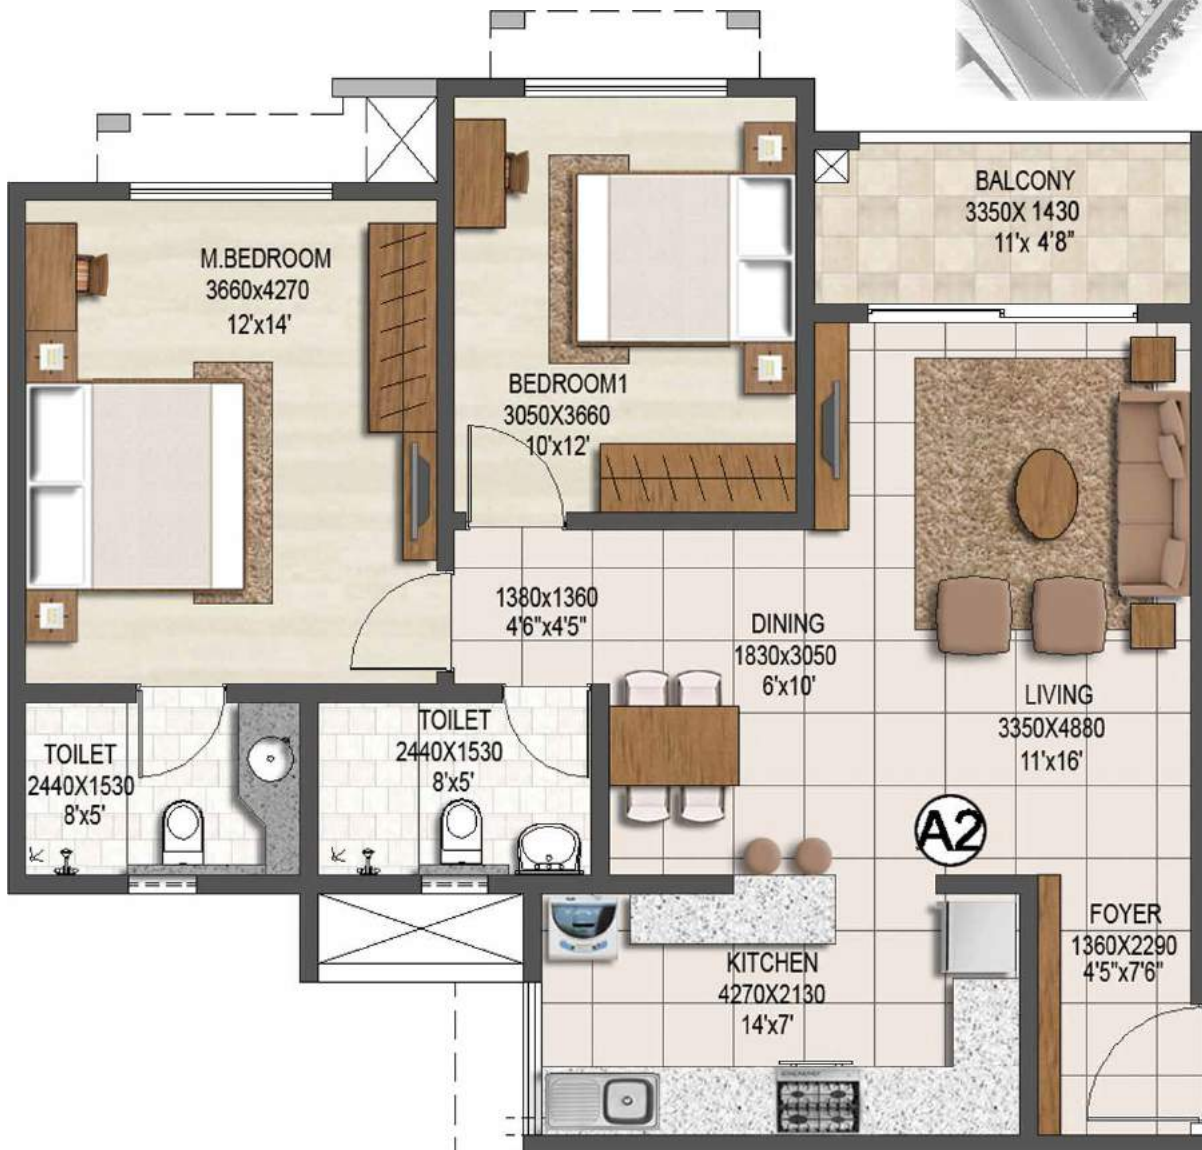 BALCONY
3350X 1430
11'x 4'8"
M.BEDROOM
3660x4270
12'x14'
BEDROOM1
3050X3660
10'x12'
1380x1360
4'6"x4'5"
DINING
1830x3050
6'x10'
LIVING
3350X4880
11'x16'
TOILET
2440X1530
8'x5'
TOILET
2440X1530
8'x5'
A2
FOYER
1360X2290
4'5"x7'6"
KITCHEN
4270X2130
14'x7'